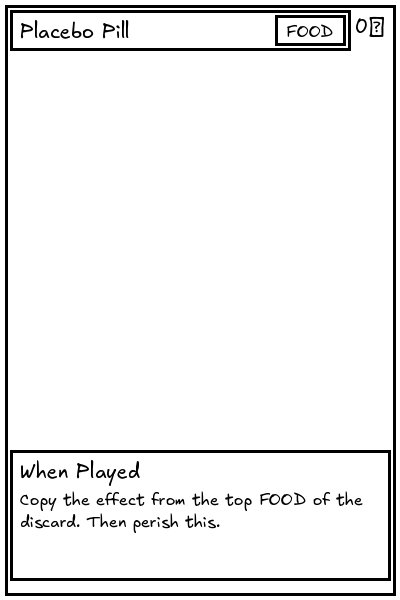 Placebo Pill
FOOD
0
When Played
Copy the effect from the top FOOD of the
discard. Then perish this.